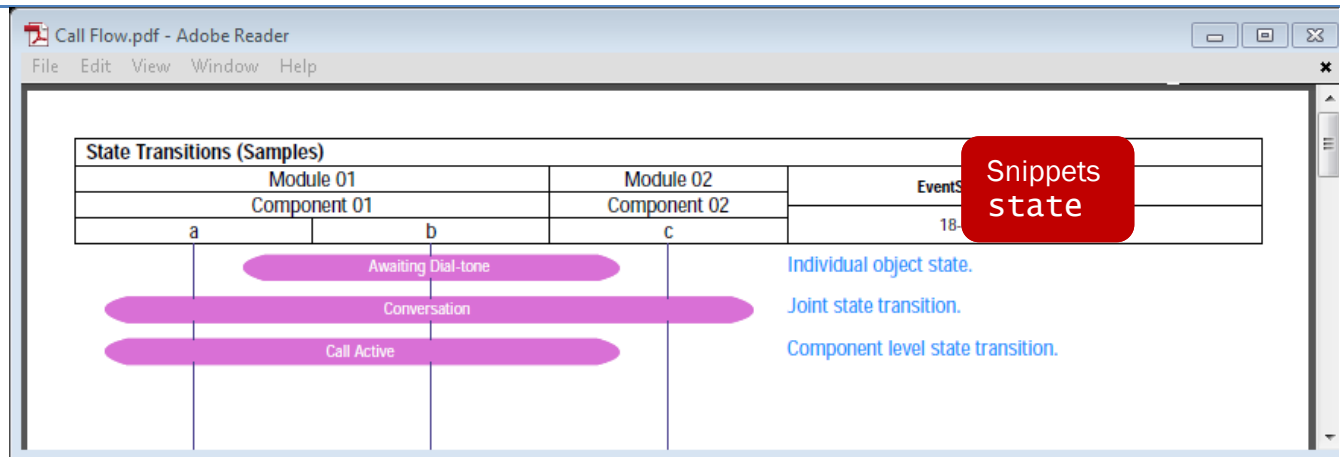 Call Flow.pdf - Adobe Reader
File Edit View Window Help
State Transitions (Samples)
Module 01 Module 02
Component 01 Component 02
a b c 18-
Snippets
state
Awaiting Dial-tone Individual object state.
Conversation Joint state transition.
Call Active Component level state transition.